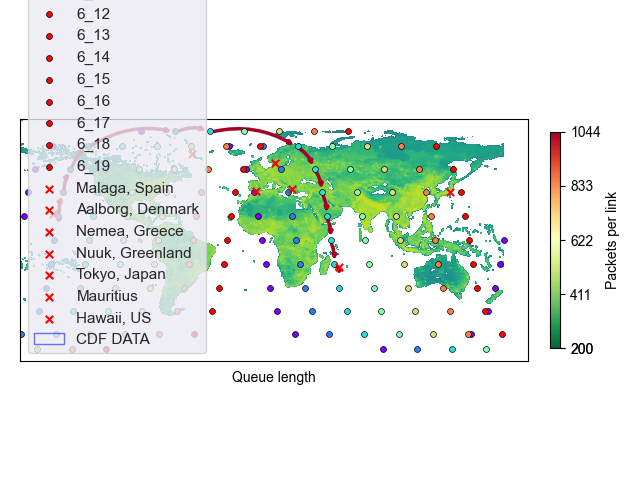 6_12
6_13
6_14
6_15
6_16
6_17
6_18
6_19
Malaga, Spain
Aalborg, Denmark
Nemea, Greece
Nuuk, Greenland
Tokyo, Japan
Mauritius
Hawaii, US
CDF DATA
Queue length
1044
833
622
411
200
Packets per link